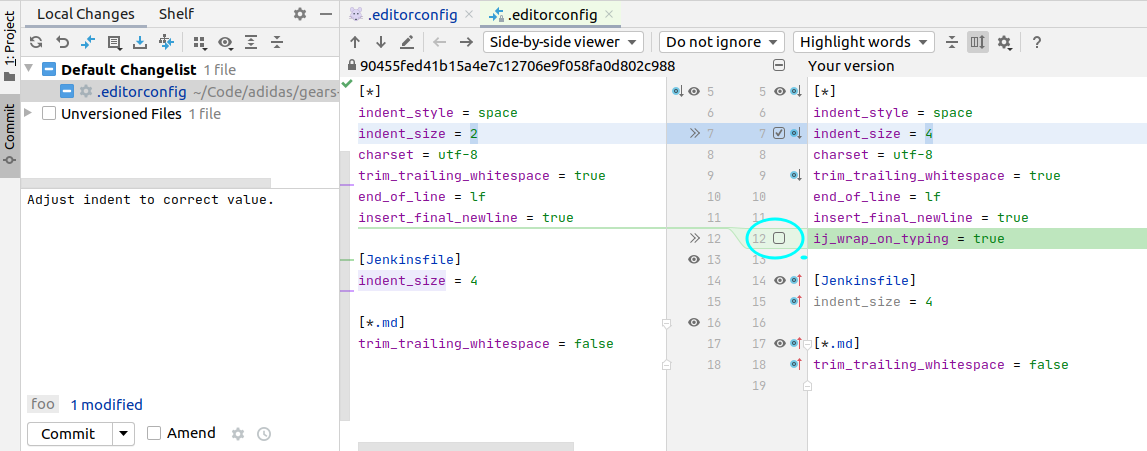 1: Project
Commit
Local Changes Shelf
Default Changelist 1 file
.editorconfig ~/Code/adidas/gears-
Unversioned Files 1 file
Adjust indent to correct value.
foo 1 modified
Commit Amend
.editorconfig .editorconfig
Side-by-side viewer Do not ignore Highlight words ?
90455fed41b15a4e7c12706e9f058fa0d802c988 Your version
[*] 5 5 [*]
indent_style = space 6 6 indent_style = space
indent_size = 2 7 7 indent_size = 4
charset = utf-8 8 8 charset = utf-8
trim_trailing_whitespace = true 9 9 trim_trailing_whitespace = true
end_of_line = lf 10 10 end_of_line = lf
insert_final_newline = true 11 11 insert_final_newline = true
12 12 ij_wrap_on_typing = true
[Jenkinsfile] 13 13
indent_size = 4 14 14 [Jenkinsfile]
15 15 indent_size = 4
[*.md] 16 16
trim_trailing_whitespace = false 17 17 [*.md]
18 18 trim_trailing_whitespace = false
19